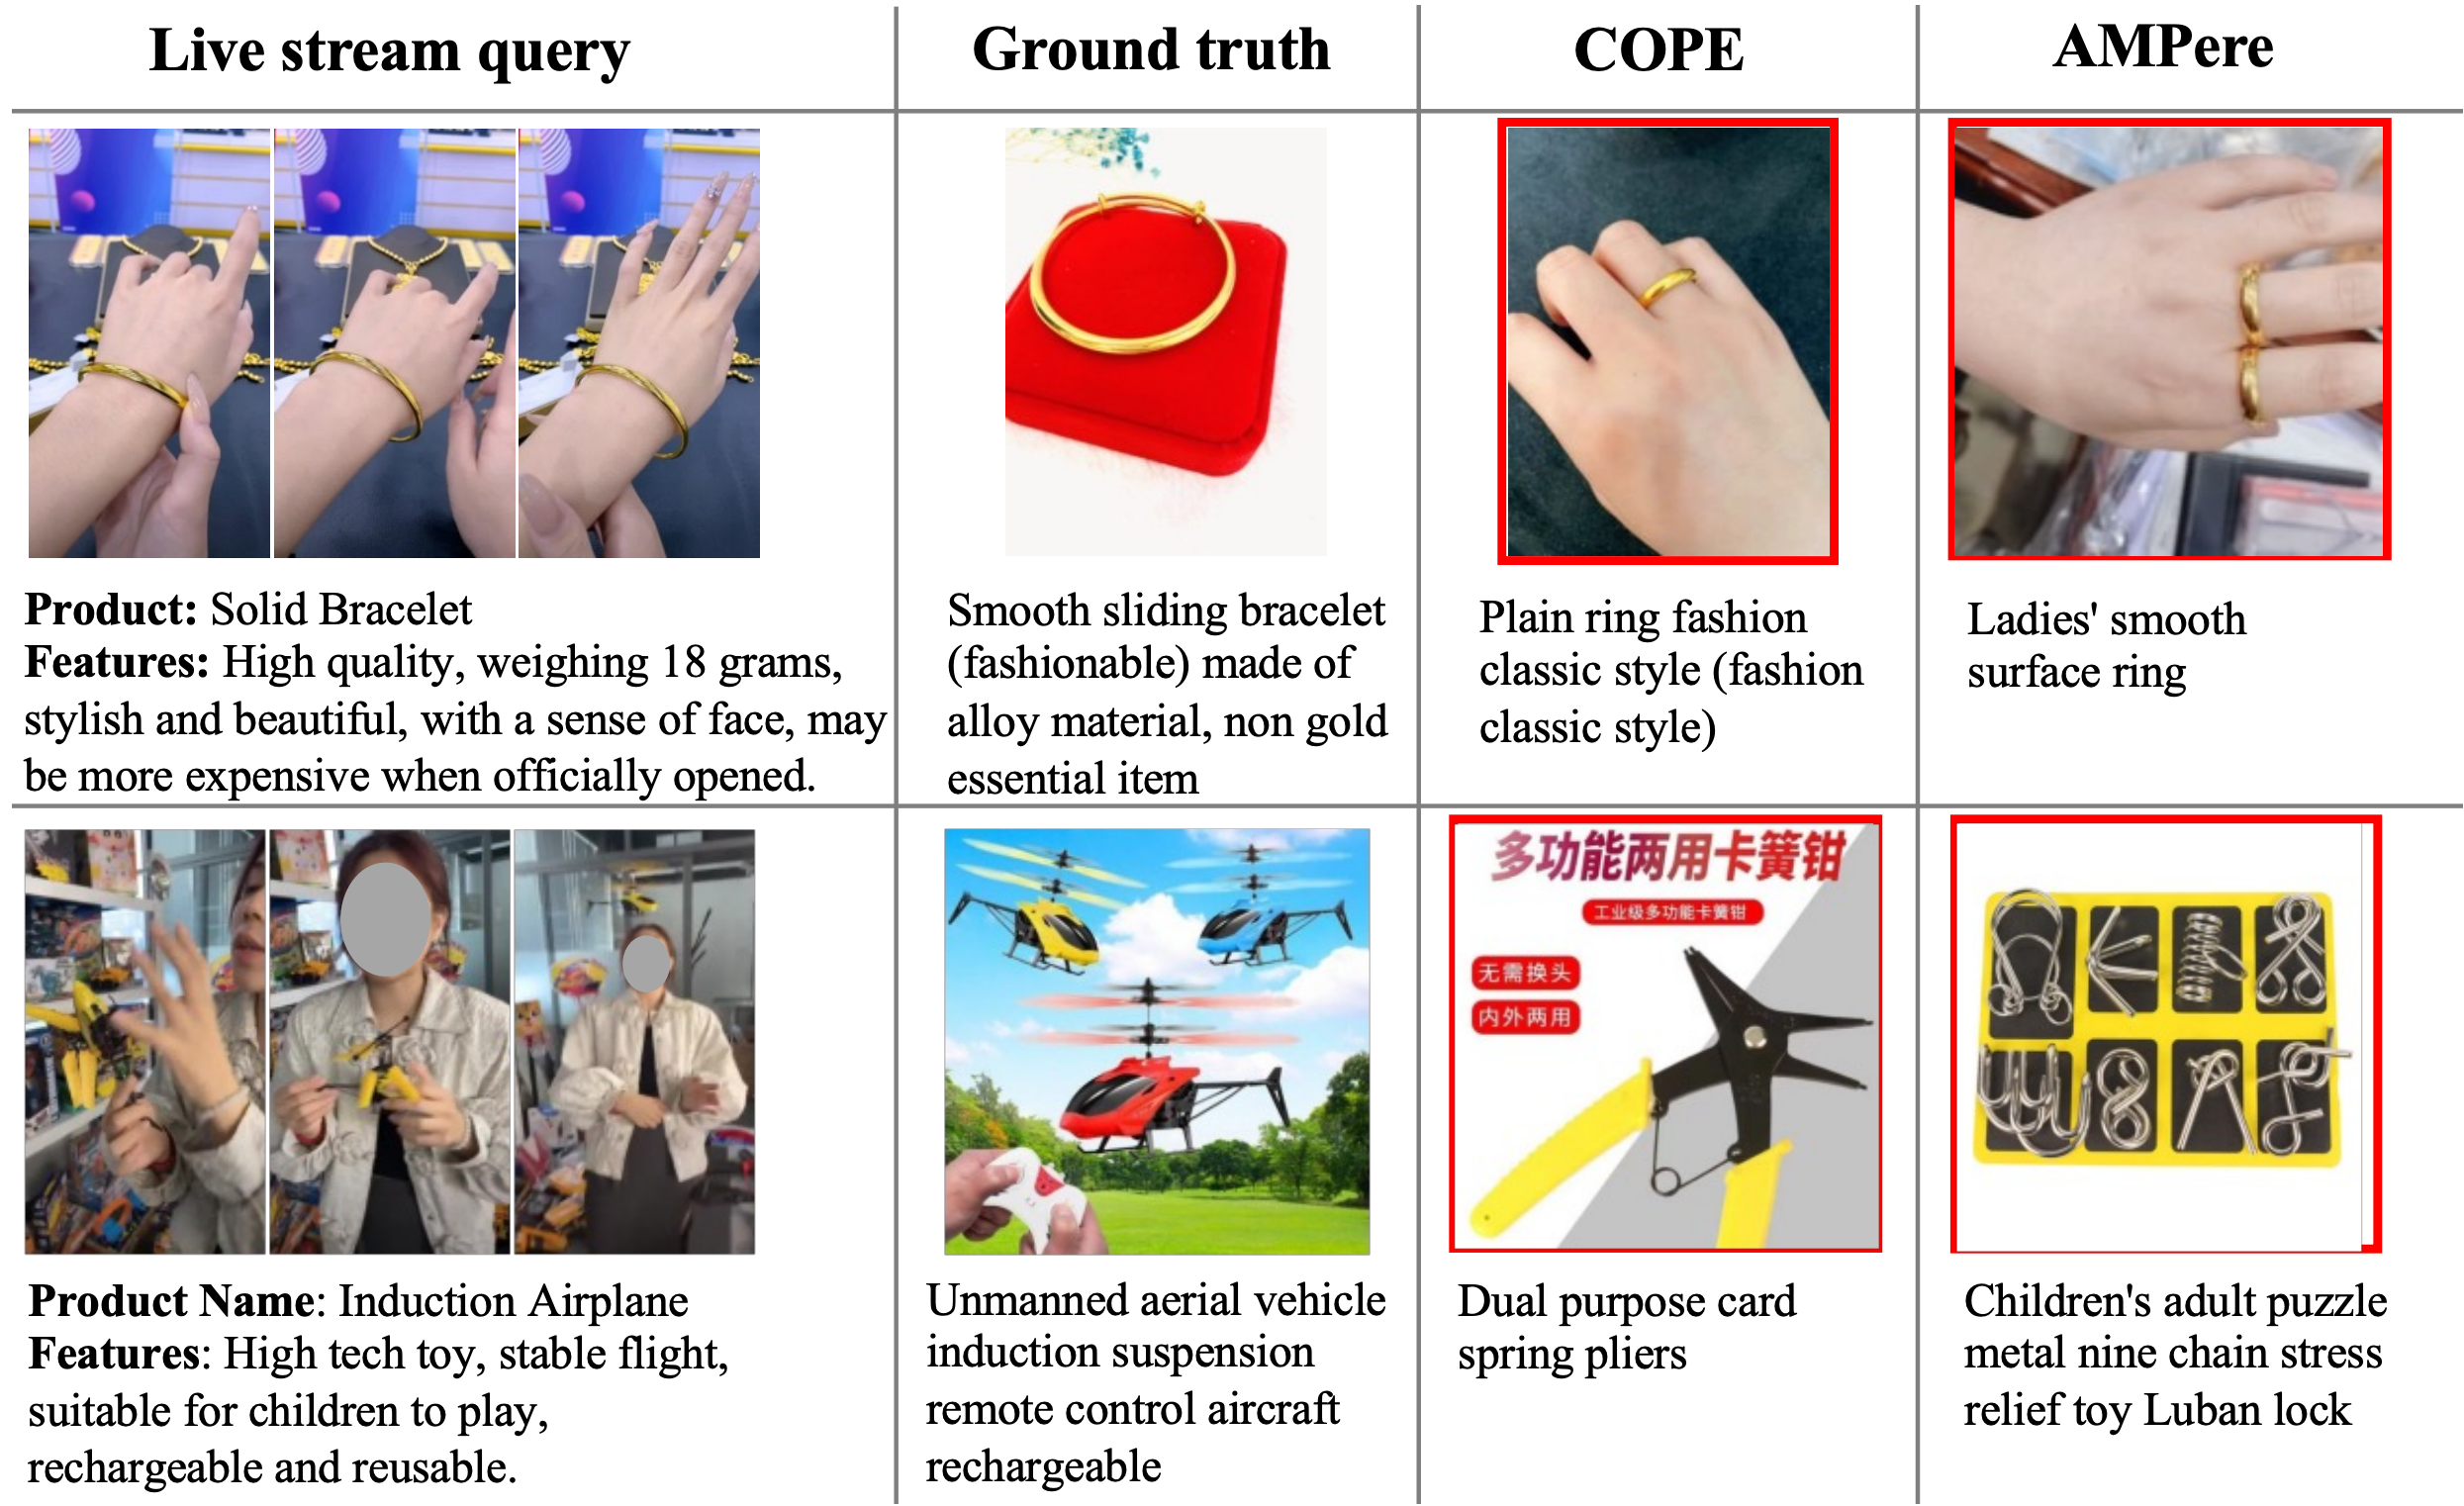 Live stream query
Ground truth
COPE
AMPere
Product: Solid Bracelet
Features: High quality, weighing 18 grams,
stylish and beautiful, with a sense of face, may
be more expensive when officially opened.
Smooth sliding bracelet
(fashionable) made of
alloy material, non gold
essential item
Plain ring fashion
classic style (fashion
classic style)
Ladies' smooth
surface ring
多功能两用卡簧钳
工业级多功能卡簧钳
无需换头
内外两用
Product Name: Induction Airplane
Features: High tech toy, stable flight,
suitable for children to play,
rechargeable and reusable.
Unmanned aerial vehicle
induction suspension
remote control aircraft
rechargeable
Dual purpose card
spring pliers
Children's adult puzzle
metal nine chain stress
relief toy Luban lock